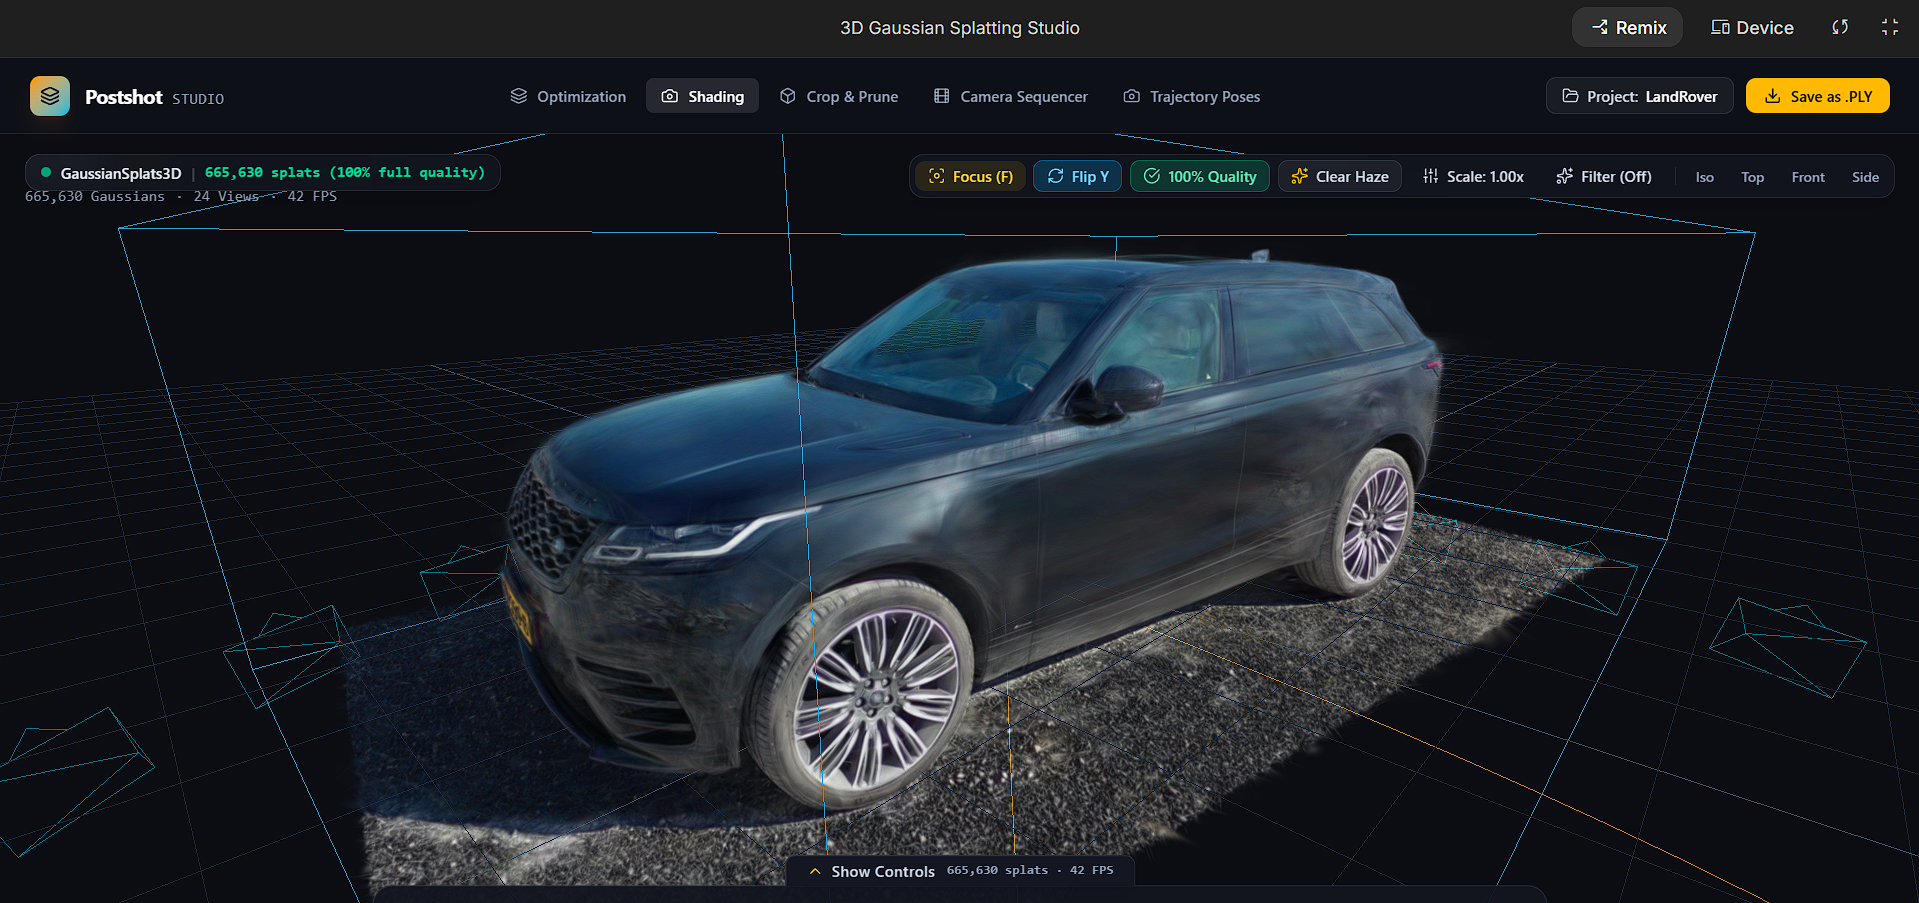 3D Gaussian Splatting Studio
Remix
Device
Postshot STUDIO
Optimization
Shading
Crop & Prune
Camera Sequencer
Trajectory Poses
Project: LandRover
Save as .PLY
GaussianSplats3D | 665,630 splats (100% full quality)
665,630 Gaussians · 24 Views · 42 FPS
Focus (F)
Flip Y
100% Quality
Clear Haze
Scale: 1.00x
Filter (Off)
Iso
Top
Front
Side
Show Controls 665,630 splats · 42 FPS